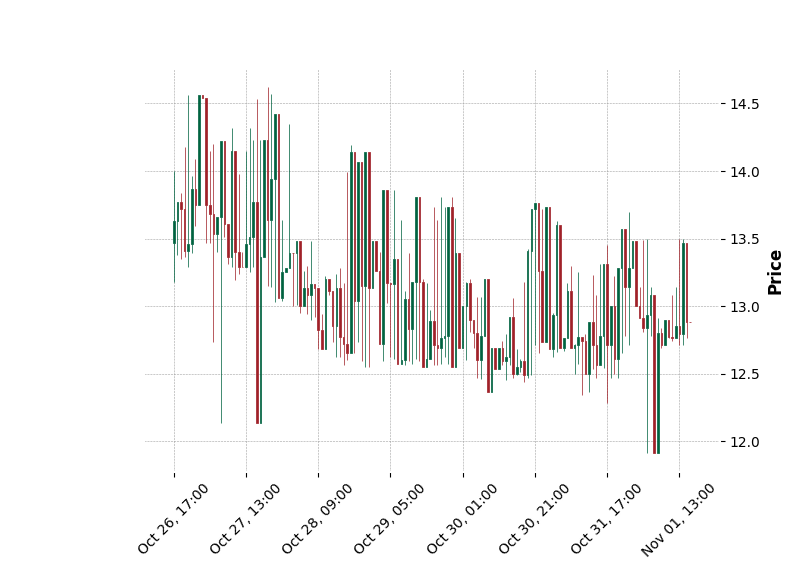 14.5
14.0
13.5
13.0
12.5
12.0
Price
Oct 26, 17:00
Oct 27, 13:00
Oct 28, 09:00
Oct 29, 05:00
Oct 30, 01:00
Oct 30, 21:00
Oct 31, 17:00
Nov 01, 13:00